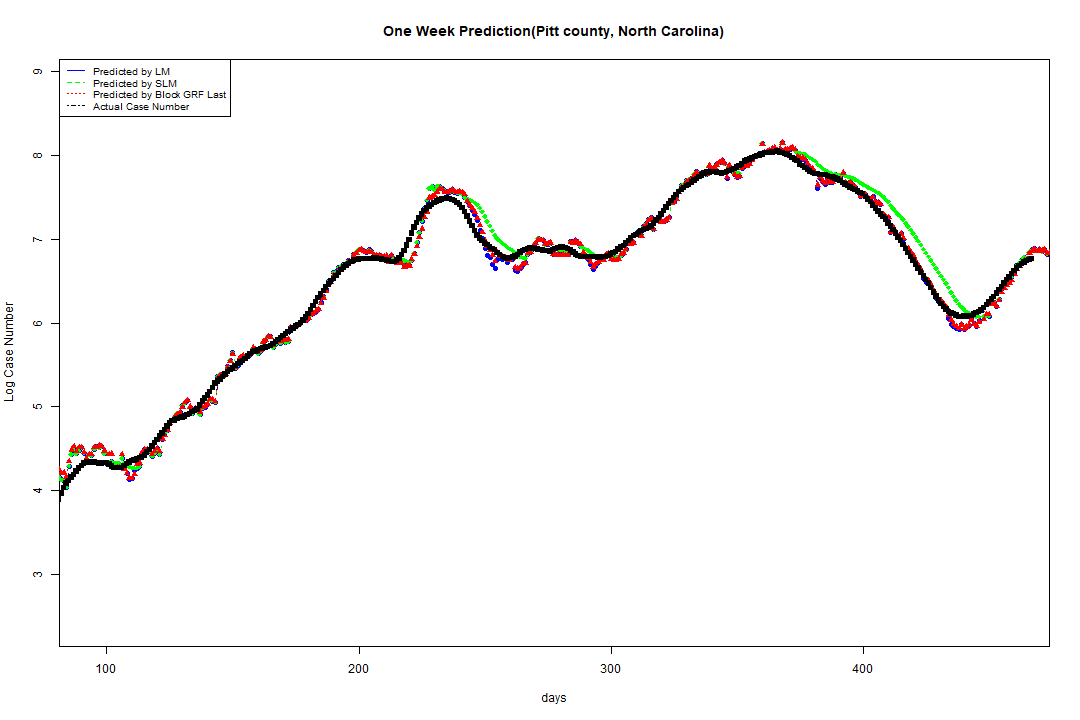 One Week Prediction(Pitt county, North Carolina)
Predicted by LM
Predicted by SLM
Predicted by Block GRF Last
Actual Case Number
9
8
7
6
5
4
3
Log Case Number
100 200 300 400
days